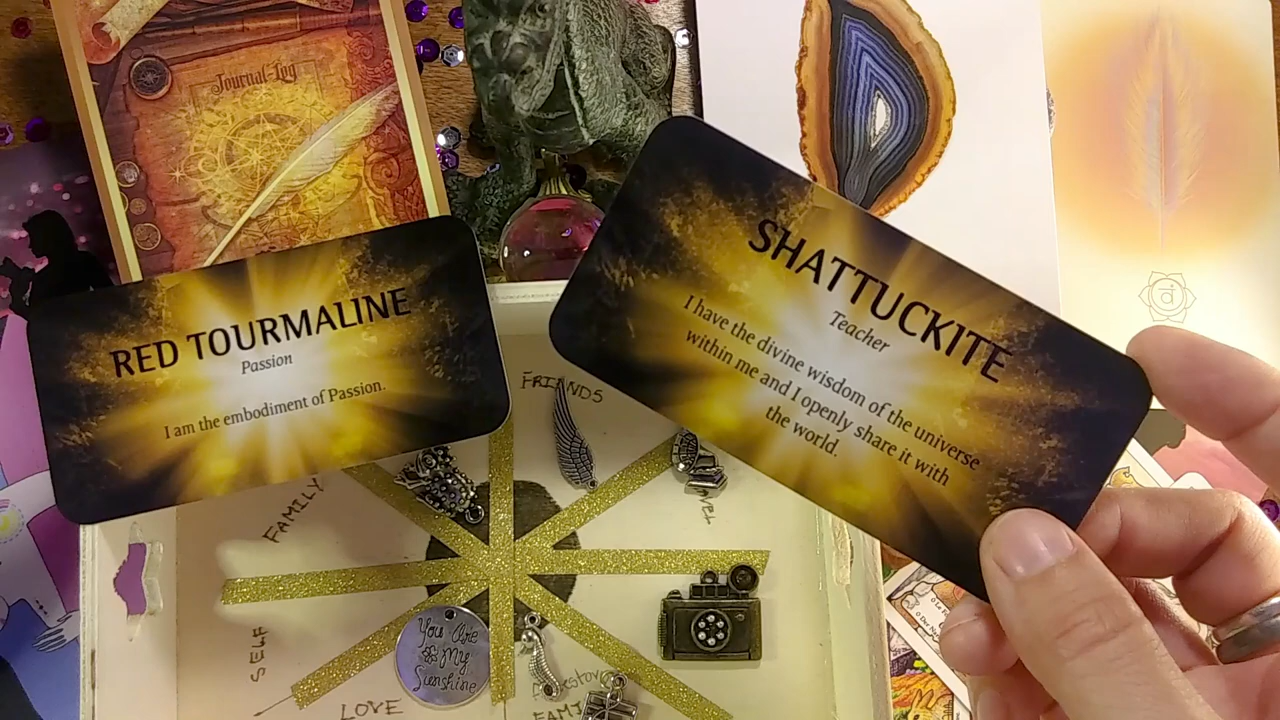 Journal-Log
RED TOURMALINE
Passion
I am the embodiment of Passion.
SHATTUCKITE
Teacher
I have the divine wisdom of the universe
within me and I openly share it with
the world.
FRIENDS
FAMILY
SELF
LOVE
You Are
My
Sunshine